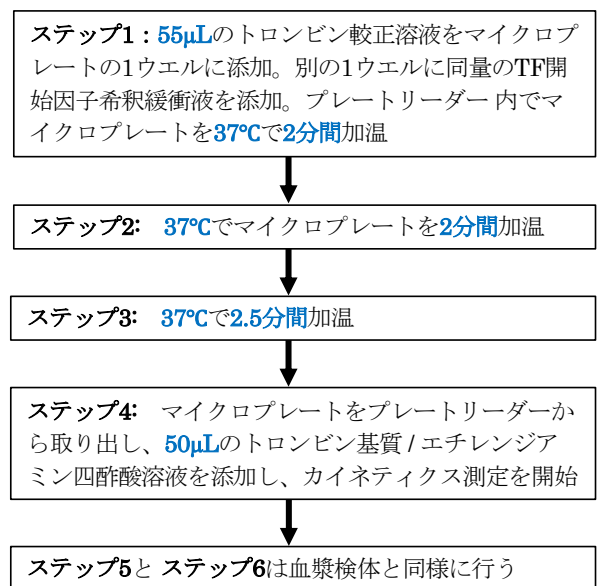 ステップ1：55μLのトロンビン較正溶液をマイクロプ
レートの1ウエルに添加。別の1ウエルに同量のTF開
始因子希釈緩衝液を添加。プレートリーダー 内でマ
イクロプレートを37℃で2分間加温
ステップ2:　37℃でマイクロプレートを2分間加温
ステップ3:　37℃で2.5分間加温
ステップ4:　マイクロプレートをプレートリーダーか
ら取り出し、50μLのトロンビン基質 / エチレンジア
ミン四酢酸溶液を添加し、カイネティクス測定を開始
ステップ5と ステップ6は血漿検体と同様に行う